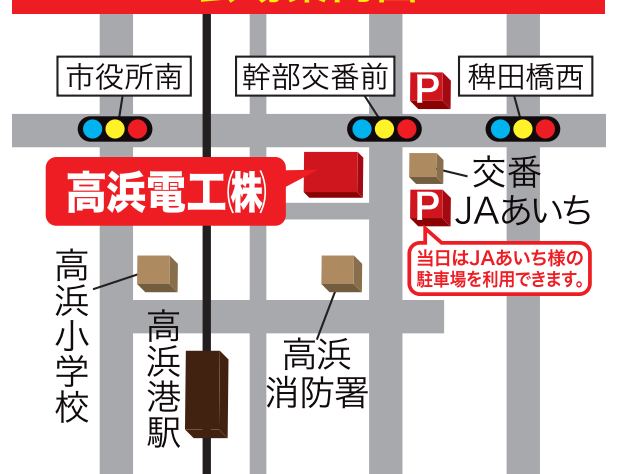 市役所南
幹部交番前
P
稗田橋西
高浜電工㈱
交番
P
JAあいち
当日はJAあいち様の
駐車場を利用できます。
高浜小学校
高浜港駅
高浜
消防署